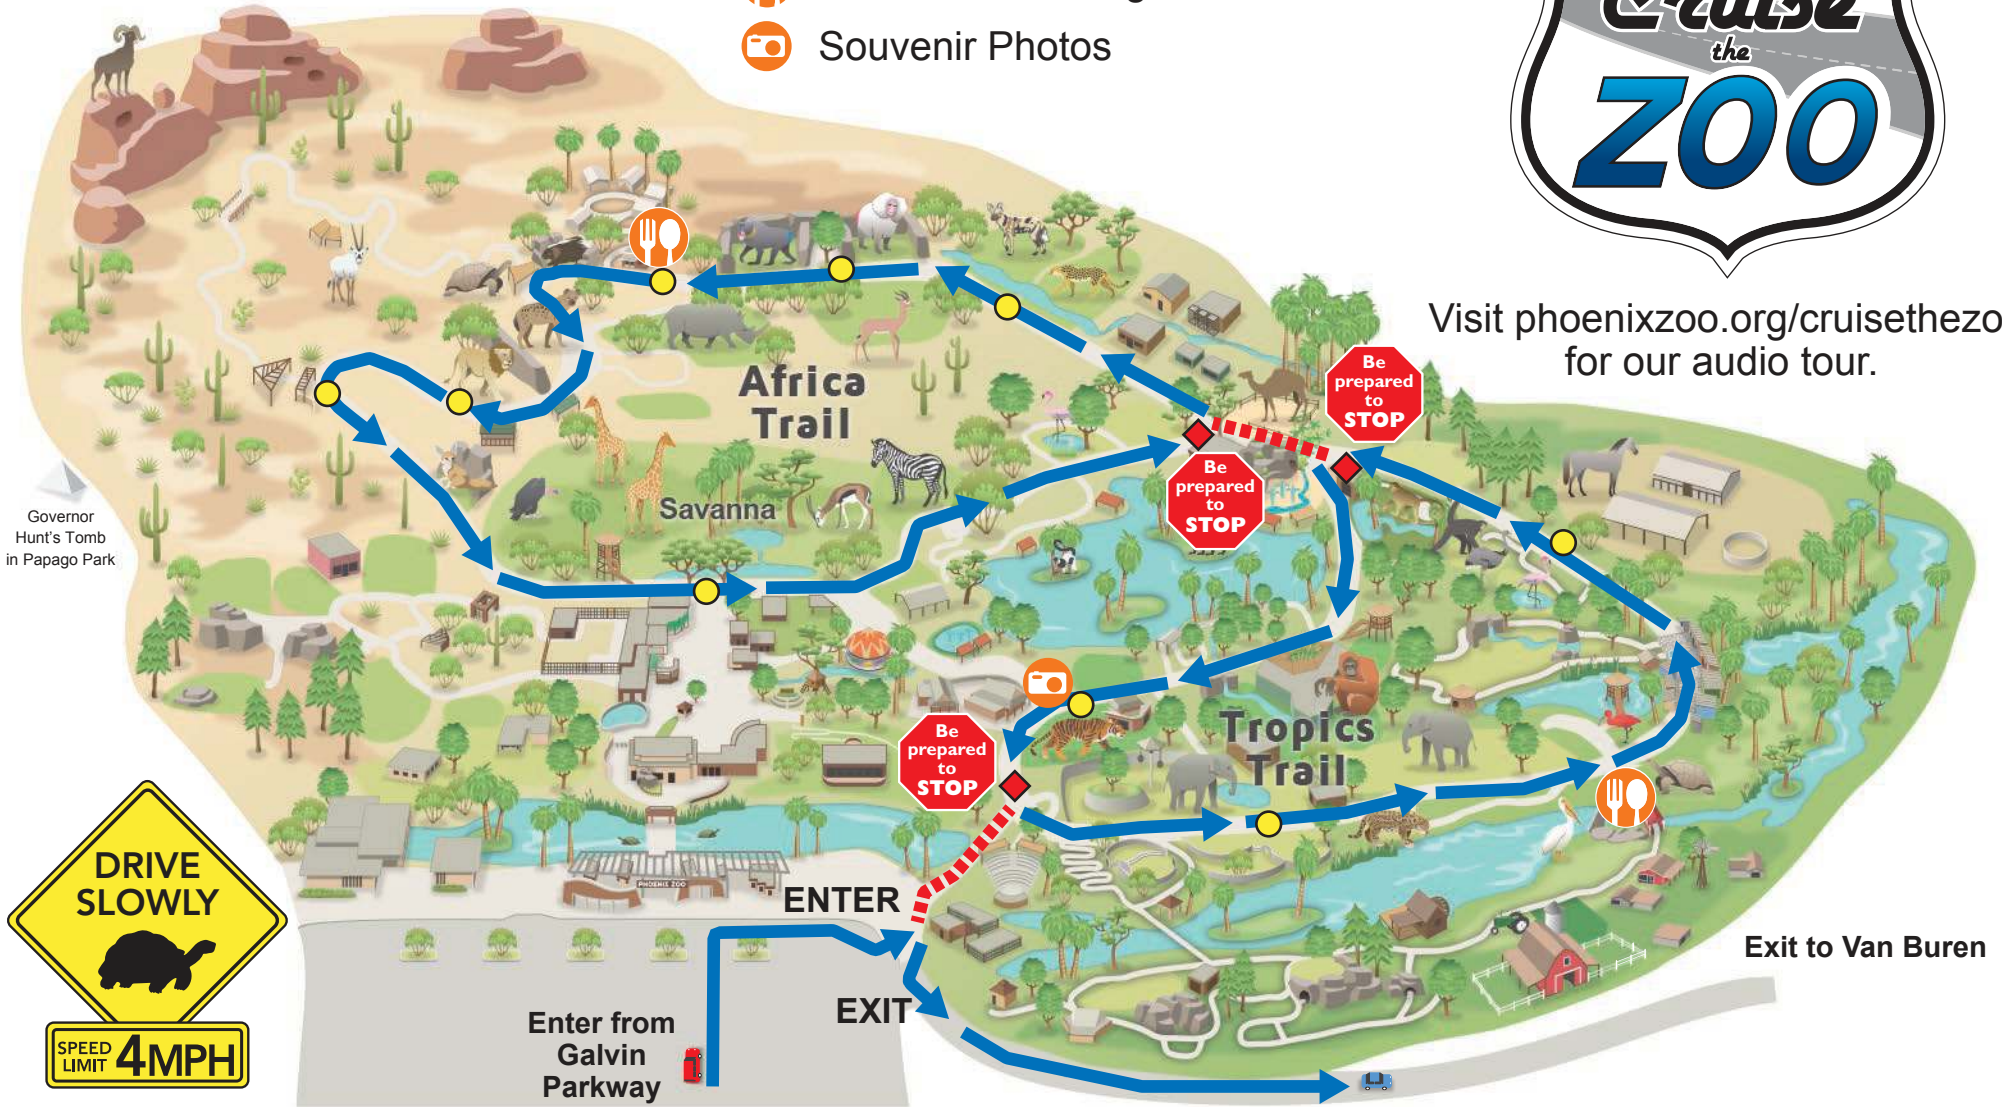 Souvenir Photos
Cruise
the
ZOO
Visit phoenixzoo.org/cruisethezo
for our audio tour.
Be
prepared
to
STOP
Be
prepared
to
STOP
Africa
Trail
Savanna
Governor
Hunt's Tomb
in Papago Park
Be
prepared
to
STOP
Tropics
Trail
DRIVE
SLOWLY
SPEED
LIMIT 4MPH
PHOENIX ZOO
ENTER
EXIT
Enter from
Galvin
Parkway
Exit to Van Buren